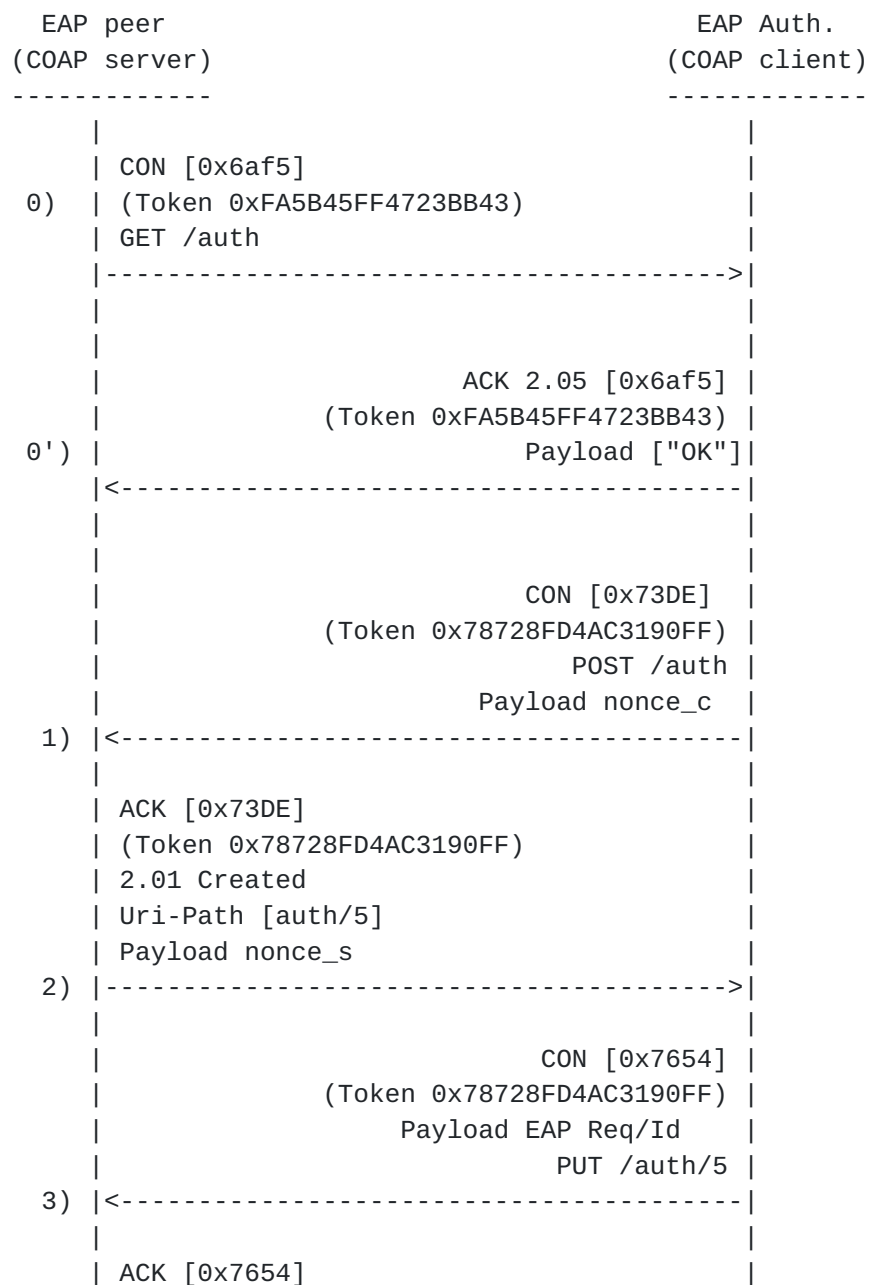 EAP peer EAP Auth.
(COAP server) (COAP client)
------------- -------------
| |
| CON [0x6af5] |
0) | (Token 0xFA5B45FF4723BB43) |
| GET /auth |
|---------------------------------------->|
| |
| |
| ACK 2.05 [0x6af5] |
| (Token 0xFA5B45FF4723BB43) |
0') | Payload ["OK"]|
|<----------------------------------------|
| |
| |
| CON [0x73DE] |
| (Token 0x78728FD4AC3190FF) |
| POST /auth |
| Payload nonce_c |
1) |<----------------------------------------|
| |
| ACK [0x73DE] |
| (Token 0x78728FD4AC3190FF) |
| 2.01 Created |
| Uri-Path [auth/5] |
| Payload nonce_s |
2) |---------------------------------------->|
| |
| CON [0x7654] |
| (Token 0x78728FD4AC3190FF) |
| Payload EAP Req/Id |
| PUT /auth/5 |
3) |<----------------------------------------|
| |
| ACK [0x7654] |